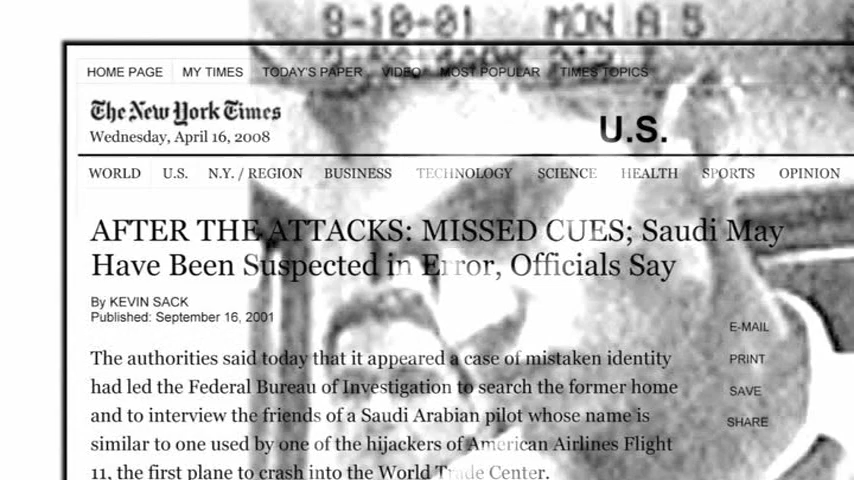 9-10-01 MON A 5
HOME PAGE MY TIMES TODAY'S PAPER VIDEO MOST POPULAR TIMES TOPICS
The New York Times
Wednesday, April 16, 2008
U.S.
WORLD U.S. N.Y. / REGION BUSINESS TECHNOLOGY SCIENCE HEALTH SPORTS OPINION
AFTER THE ATTACKS: MISSED CUES; Saudi May
Have Been Suspected in Error, Officials Say
By KEVIN SACK
Published: September 16, 2001
E-MAIL
PRINT
SAVE
SHARE
The authorities said today that it appeared a case of mistaken identity
had led the Federal Bureau of Investigation to search the former home
and to interview the friends of a Saudi Arabian pilot whose name is
similar to one used by one of the hijackers of American Airlines Flight
11, the first plane to crash into the World Trade Center.